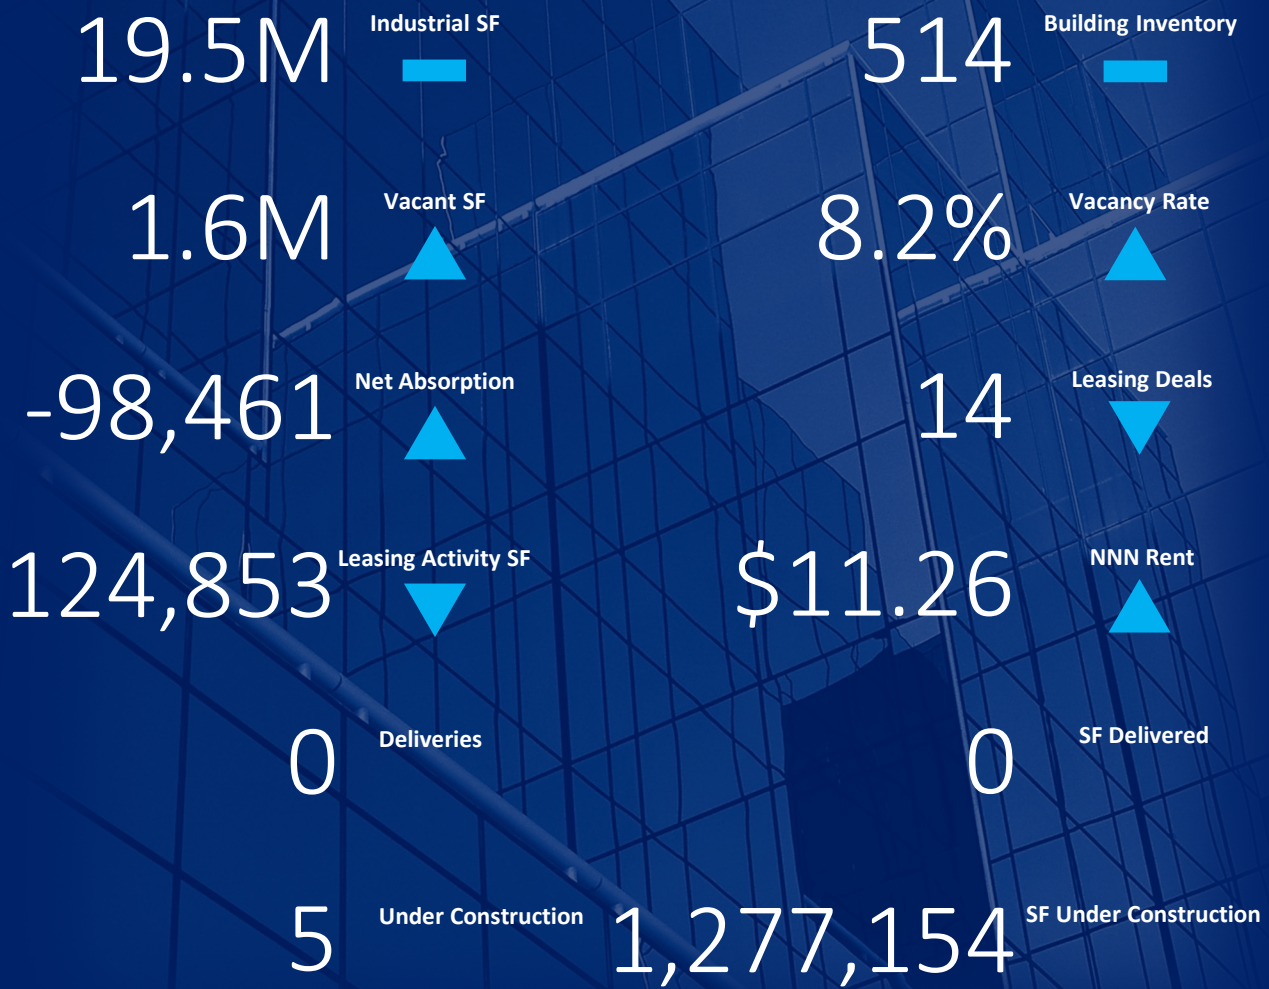 19.5M Industrial SF
514 Building Inventory
1.6M Vacant SF
8.2% Vacancy Rate
-98,461 Net Absorption
14 Leasing Deals
124,853 Leasing Activity SF
$11.26 NNN Rent
0 Deliveries
0 SF Delivered
5 Under Construction
1,277,154 SF Under Construction